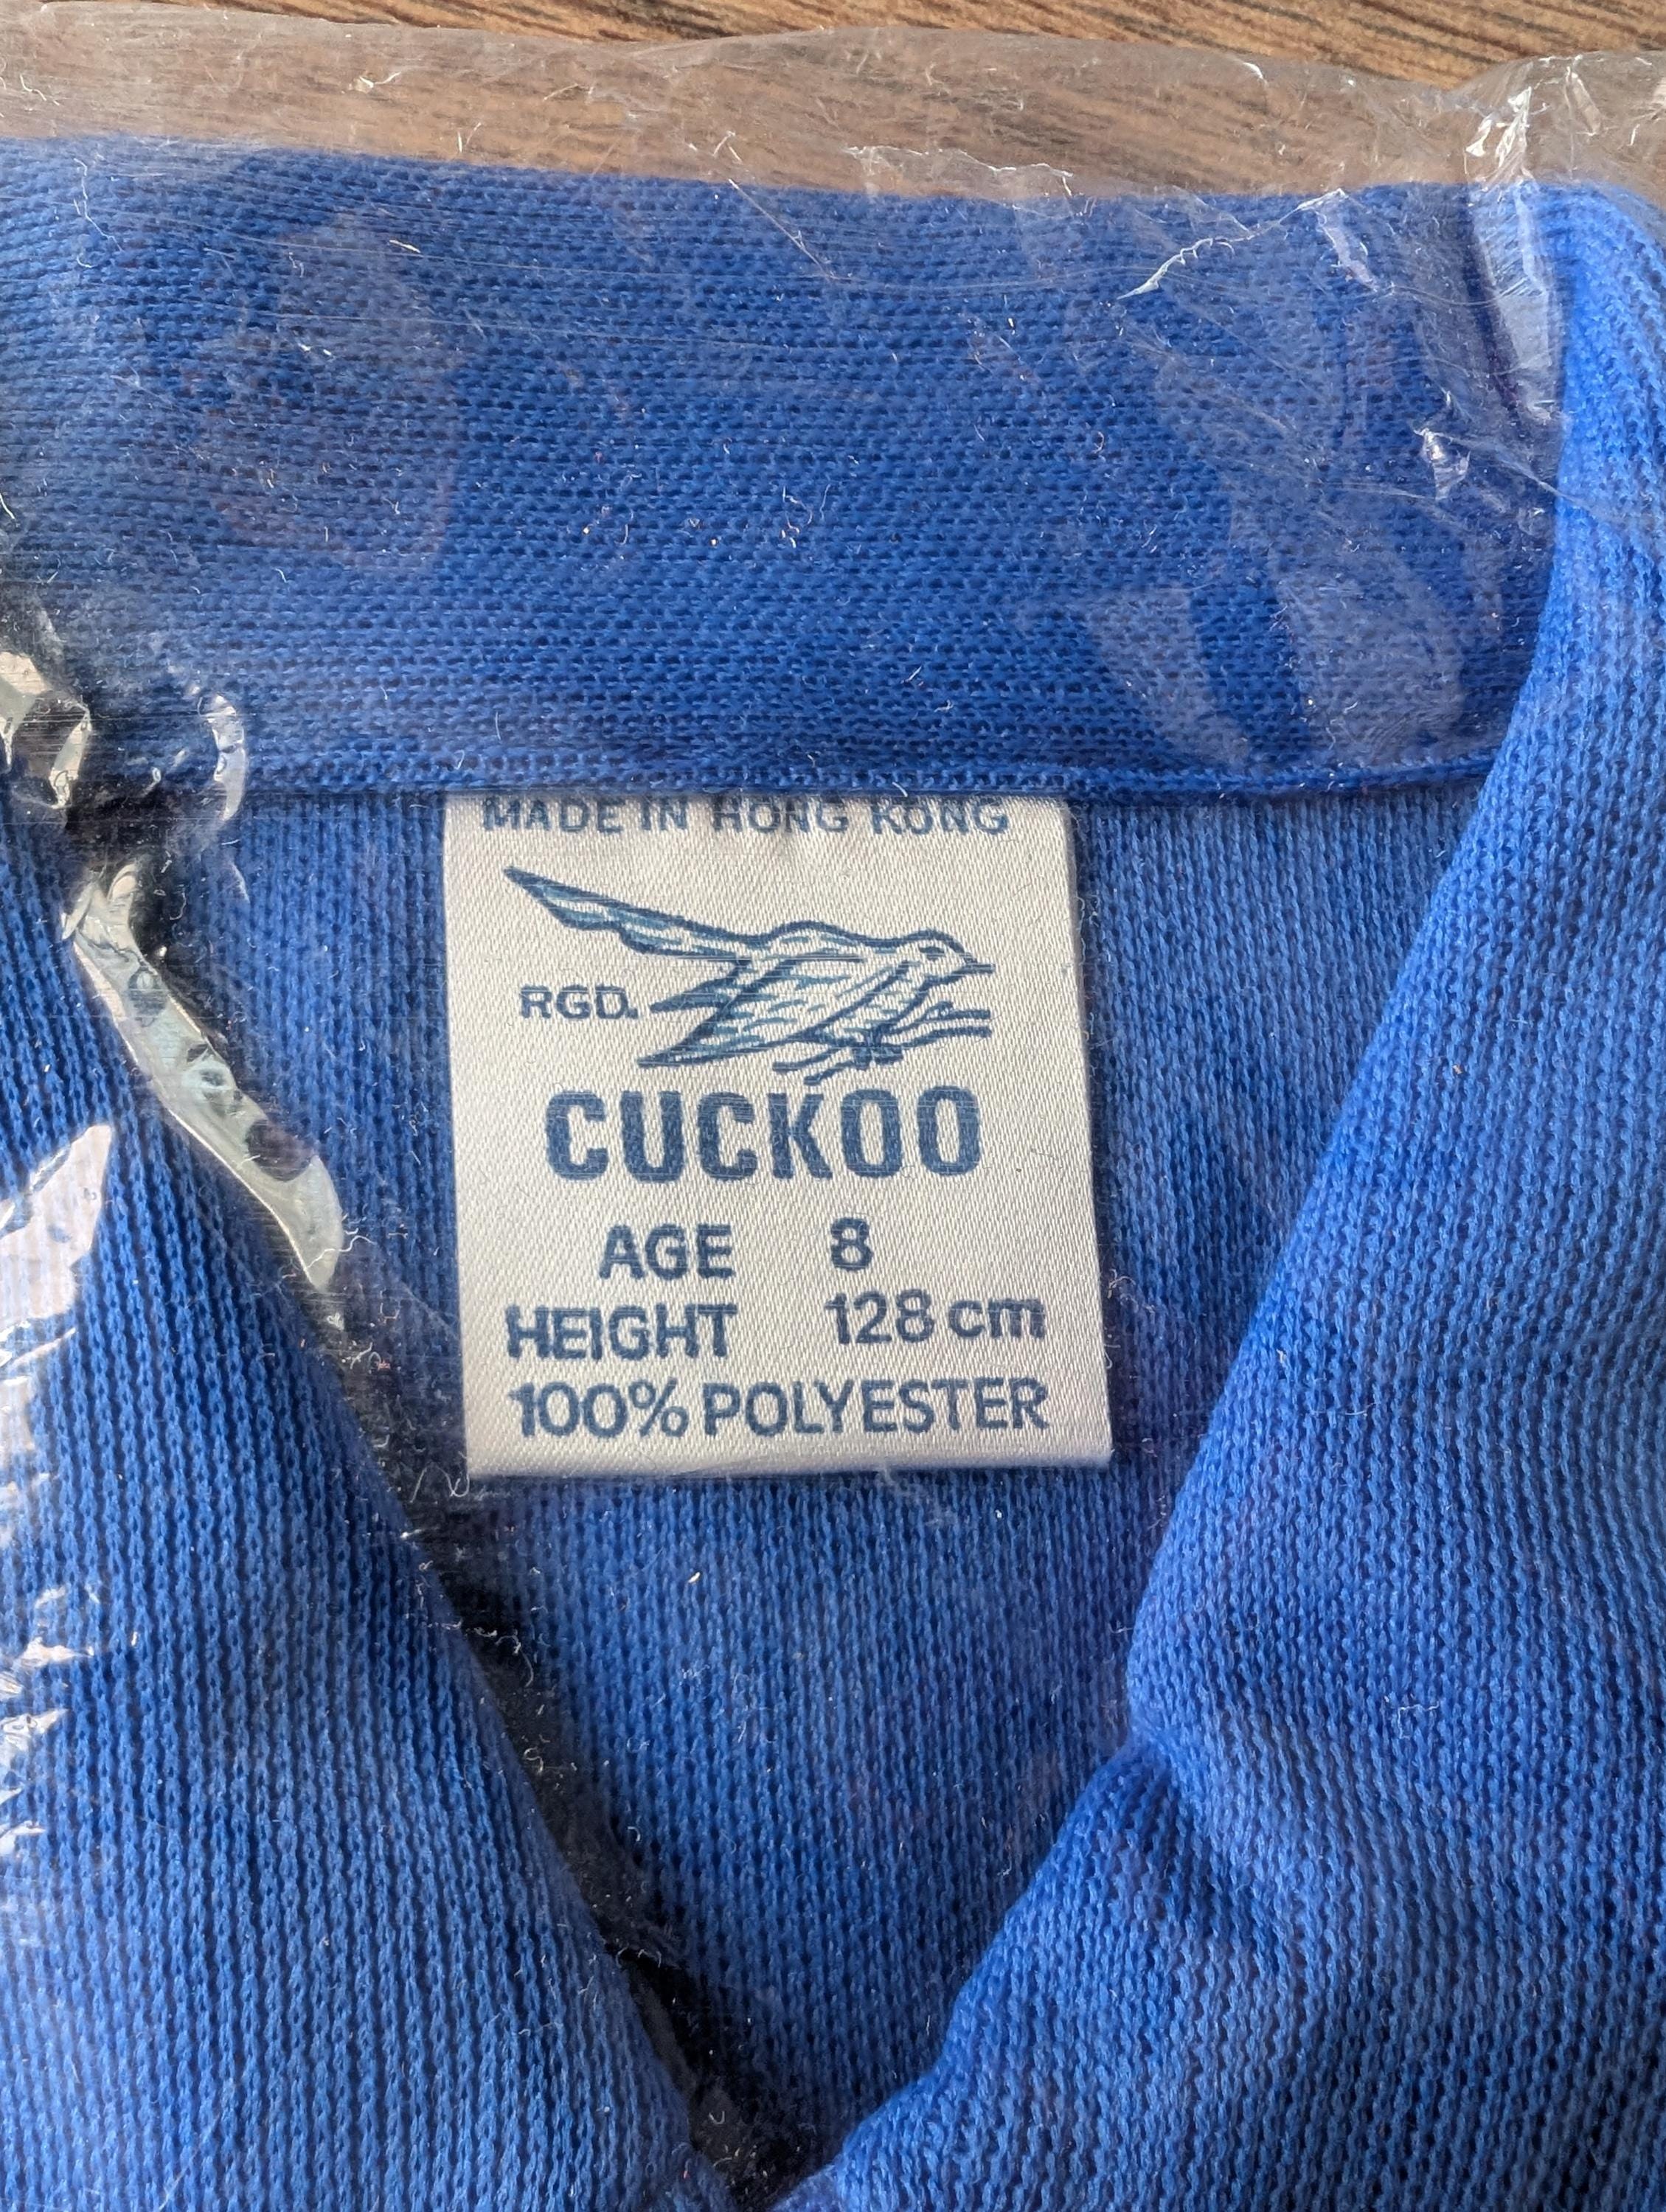 MADE IN HONG KONG
RGD.
CUCKOO
AGE 8
HEIGHT 128 cm
100% POLYESTER